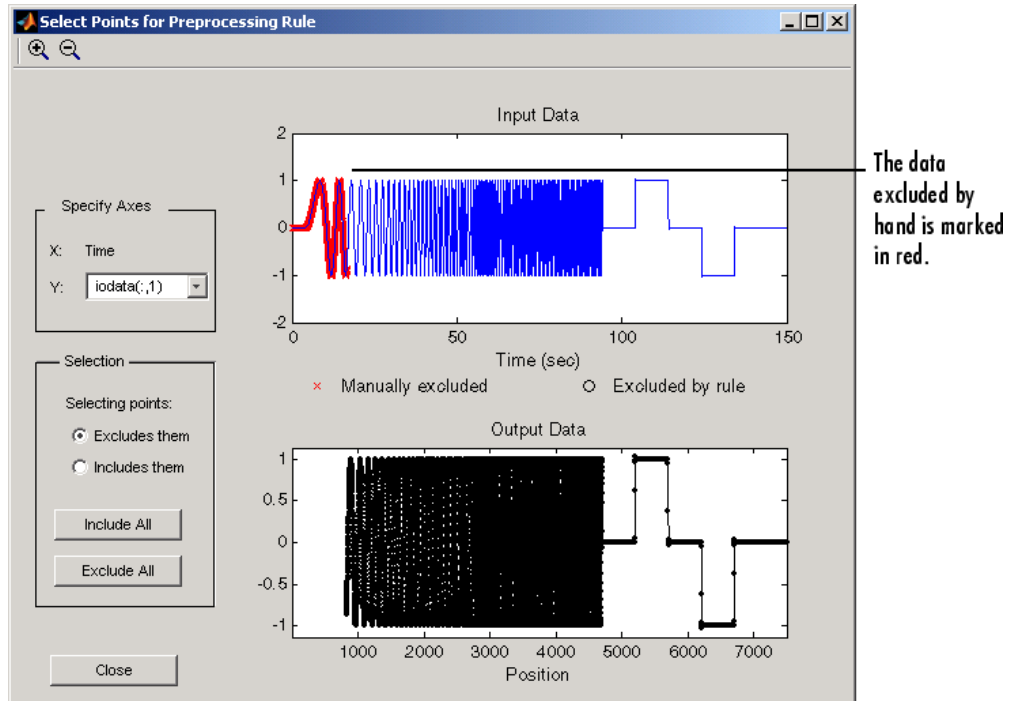 Select Points for Preprocessing Rule
Specify Axes
X: Time
Y: iodata(:,1)
Selection
Selecting points:
Excludes them
Includes them
Include All
Exclude All
Close
Input Data
2
1
0
-1
-2
0 50 100 150
Time (sec)
× Manually excluded O Excluded by rule
Output Data
1
0.5
0
-0.5
-1
1000 2000 3000 4000 5000 6000 7000
Position
The data
excluded by
hand is marked
in red.